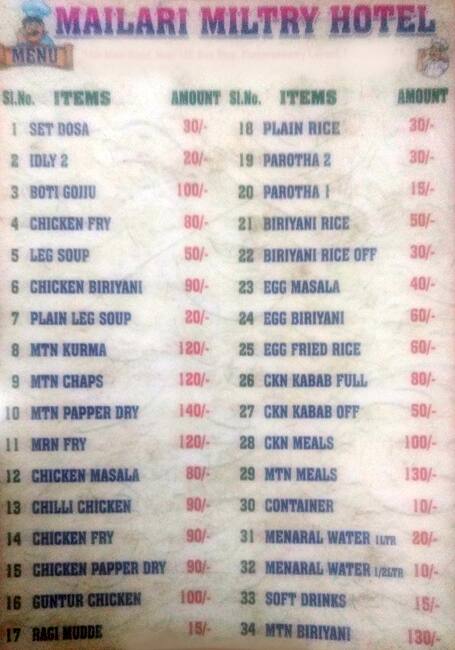 MAILARI MILTRY HOTEL
MENU
Sl.No. ITEMS AMOUNT
1 SET DOSA 30/-
2 IDLY 2 20/-
3 BOTI GOJJU 100/-
4 CHICKEN FRY 80/-
5 LEG SOUP 50/-
6 CHICKEN BIRIYANI 90/-
7 PLAIN LEG SOUP 20/-
8 MTN KURMA 120/-
9 MTN CHAPS 120/-
10 MTN PAPPER DRY 140/-
11 MRN FRY 120/-
12 CHICKEN MASALA 80/-
13 CHILLI CHICKEN 90/-
14 CHICKEN FRY 90/-
15 CHICKEN PAPPER DRY 90/-
16 GUNTUR CHICKEN 100/-
17 RAGI MUDDE 15/-
Sl.No. ITEMS AMOUNT
18 PLAIN RICE 30/-
19 PAROTHA 2 30/-
20 PAROTHA 1 15/-
21 BIRIYANI RICE 50/-
22 BIRIYANI RICE OFF 30/-
23 EGG MASALA 40/-
24 EGG BIRIYANI 60/-
25 EGG FRIED RICE 60/-
26 CKN KABAB FULL 80/-
27 CKN KABAB OFF 50/-
28 CKN MEALS 100/-
29 MTN MEALS 130/-
30 CONTAINER 10/-
31 MENARAL WATER 1LTR 20/-
32 MENARAL WATER 1/2LTR 10/-
33 SOFT DRINKS 15/-
34 MTN BIRIYANI 130/-